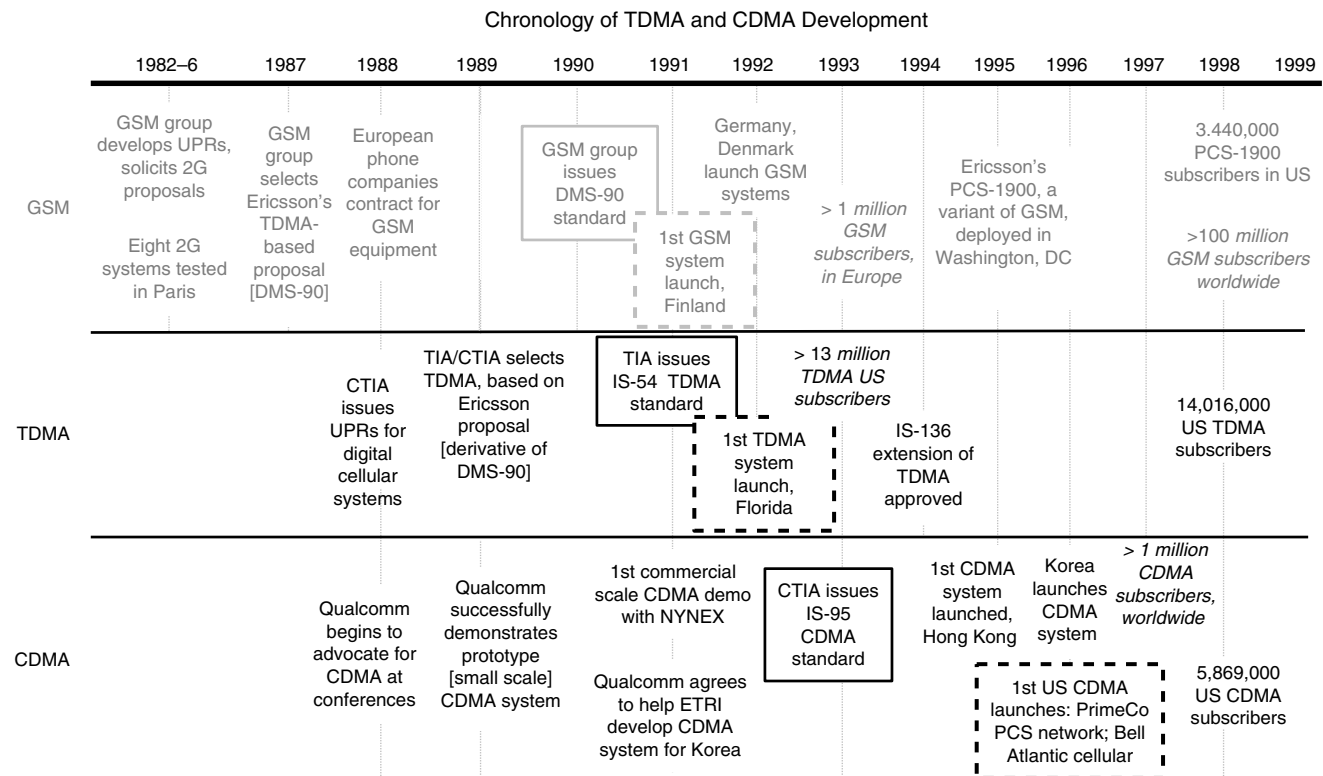 Chronology of TDMA and CDMA Development
1982–6 1987 1988 1989 1990 1991 1992 1993 1994 1995 1996 1997 1998 1999
GSM
GSM group
develops UPRs,
solicits 2G
proposals
Eight 2G
systems tested
in Paris
GSM
group
selects
Ericsson's
TDMA-
based
proposal
[DMS-90]
European
phone
companies
contract for
GSM
equipment
GSM group
issues
DMS-90
standard
1st GSM
system
launch,
Finland
Germany,
Denmark
launch GSM
systems
> 1 million
GSM
subscribers,
in Europe
Ericsson's
PCS-1900, a
variant of GSM,
deployed in
Washington, DC
3.440,000
PCS-1900
subscribers in US
>100 million
GSM subscribers
worldwide
TDMA
CTIA
issues
UPRs for
digital
cellular
systems
TIA/CTIA selects
TDMA, based on
Ericsson
proposal
[derivative of
DMS-90]
TIA issues
IS-54 TDMA
standard
1st TDMA
system
launch,
Florida
> 13 million
TDMA US
subscribers
IS-136
extension of
TDMA
approved
14,016,000
US TDMA
subscribers
CDMA
Qualcomm
begins to
advocate for
CDMA at
conferences
Qualcomm
successfully
demonstrates
prototype
[small scale]
CDMA system
1st commercial
scale CDMA demo
with NYNEX
Qualcomm agrees
to help ETRI
develop CDMA
system for Korea
CTIA issues
IS-95
CDMA
standard
1st CDMA
system
launched,
Hong Kong
Korea
launches
CDMA
system
> 1 million
CDMA
subscribers,
worldwide
1st US CDMA
launches: PrimeCo
PCS network; Bell
Atlantic cellular
5,869,000
US CDMA
subscribers